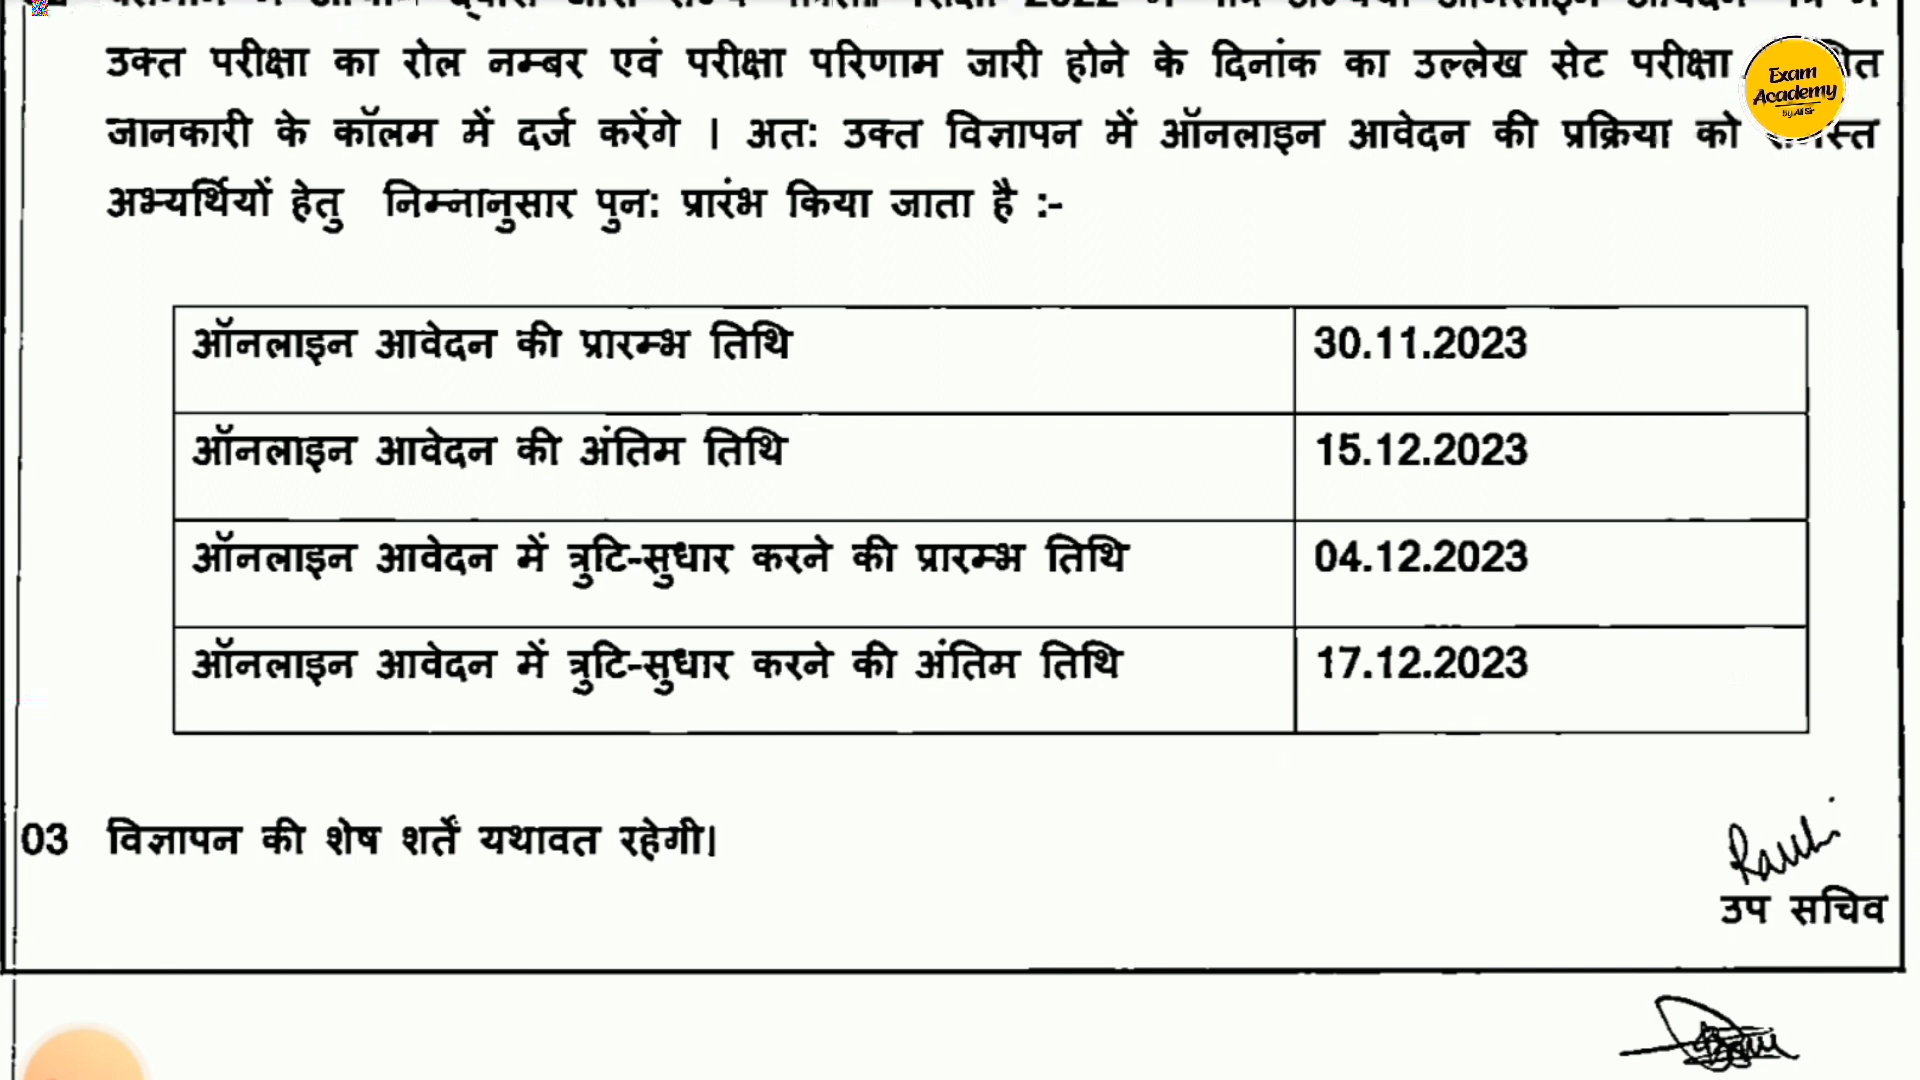 उक्त परीक्षा का रोल नम्बर एवं परीक्षा परिणाम जारी होने के दिनांक का उल्लेख सेट परीक्षा
जानकारी के कॉलम में दर्ज करेंगे । अत: उक्त विज्ञापन में ऑनलाइन आवेदन की प्रक्रिया को
अभ्यर्थियों हेतु निम्नानुसार पुन: प्रारंभ किया जाता है :-
Exam
Academy
ऑनलाइन आवेदन की प्रारम्भ तिथि 30.11.2023
ऑनलाइन आवेदन की अंतिम तिथि 15.12.2023
ऑनलाइन आवेदन में त्रुटि-सुधार करने की प्रारम्भ तिथि 04.12.2023
ऑनलाइन आवेदन में त्रुटि-सुधार करने की अंतिम तिथि 17.12.2023
03 विज्ञापन की शेष शर्तें यथावत रहेगी।
उप सचिव